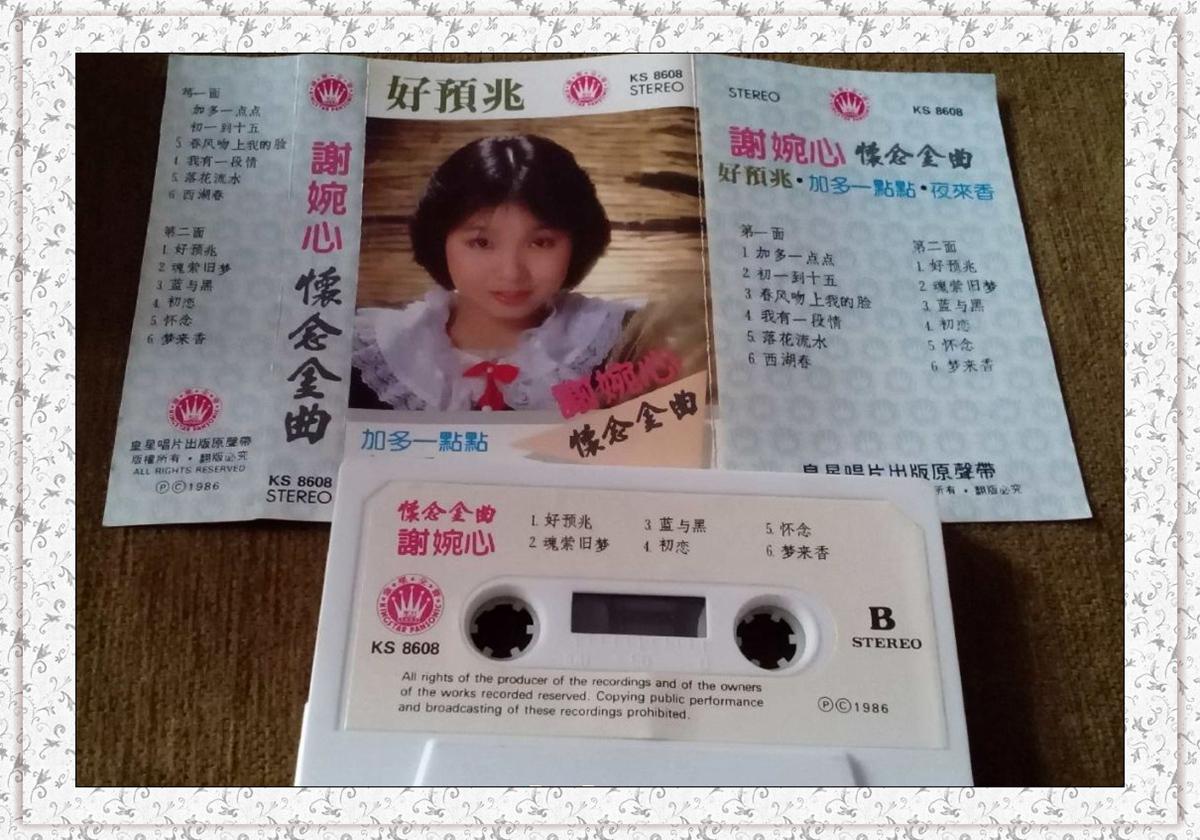 第一面
加多一点点
初一到十五
5. 春风吻上我的脸
4. 我有一段情
5. 落花流水
6. 西湖春
第二面
1. 好预兆
2. 魂萦旧梦
3. 蓝与黑
4. 初恋
5. 怀念
6. 梦来香
皇星唱片出版原聲帶
版權所有・翻版必究
ALL RIGHTS RESERVED
ⓅⒸ1986
謝婉心
懷念金曲
KS 8608
STEREO
好預兆
KS 8608
STEREO
謝婉心
懷念金曲
加多一點點
STEREO
KS 8608
謝婉心 懷念金曲
好預兆・加多一點點・夜來香
第一面
1. 加多一点点
2. 初一到十五
3. 春风吻上我的脸
4. 我有一段情
5. 落花流水
6. 西湖春
第二面
1. 好预兆
2. 魂萦旧梦
3. 蓝与黑
4. 初恋
5. 怀念
6. 梦来香
皇星唱片出版原聲帶
所有・翻版必究
懷念金曲
謝婉心
1. 好预兆
2. 魂萦旧梦
3. 蓝与黑
4. 初恋
5. 怀念
6. 梦来香
KINGSTAR PANSONIC
KS 8608
B
STEREO
All rights of the producer of the recordings and of the owners
of the works recorded reserved. Copying public performance
and broadcasting of these recordings prohibited.
ⓅⒸ1986